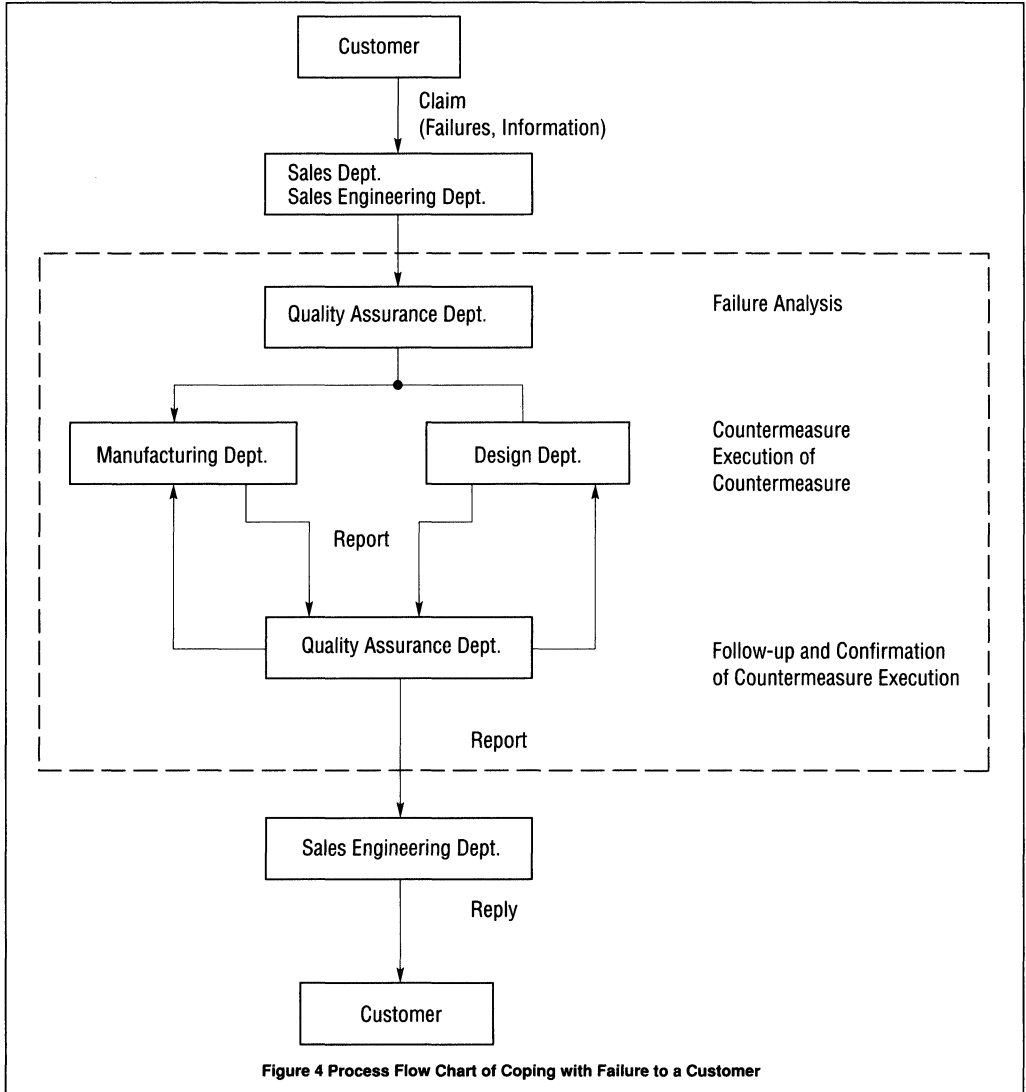 Customer
Claim
(Failures, Information)
Sales Dept.
Sales Engineering Dept.
Quality Assurance Dept.
Failure Analysis
Manufacturing Dept.
Design Dept.
Countermeasure
Execution of
Countermeasure
Report
Quality Assurance Dept.
Follow-up and Confirmation
of Countermeasure Execution
Report
Sales Engineering Dept.
Reply
Customer
Figure 4 Process Flow Chart of Coping with Failure to a Customer